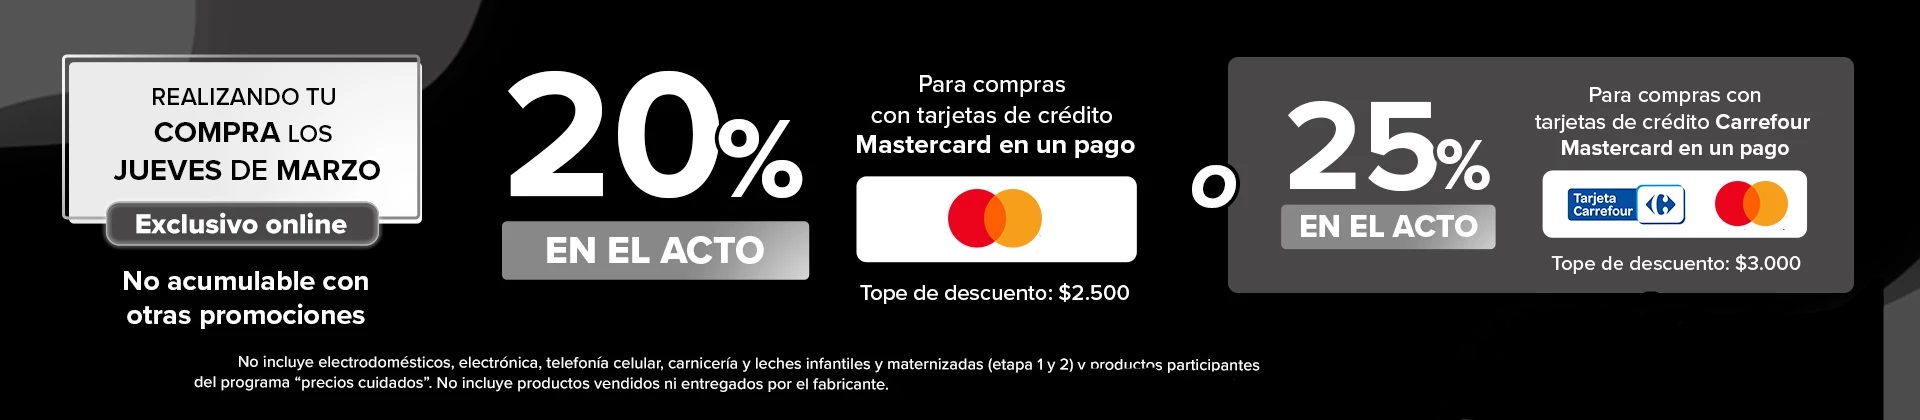 REALIZANDO TU
COMPRA LOS
JUEVES DE MARZO
Exclusivo online
No acumulable con
otras promociones
20%
EN EL ACTO
Para compras
con tarjetas de crédito
Mastercard en un pago
Tope de descuento: $2.500
O
25%
EN EL ACTO
Para compras con
tarjetas de crédito Carrefour
Mastercard en un pago
Tarjeta
Carrefour
Tope de descuento: $3.000
No incluye electrodomésticos, electrónica, telefonía celular, carnicería y leches infantiles y maternizadas (etapa 1 y 2) y productos participantes
del programa “precios cuidados”. No incluye productos vendidos ni entregados por el fabricante.